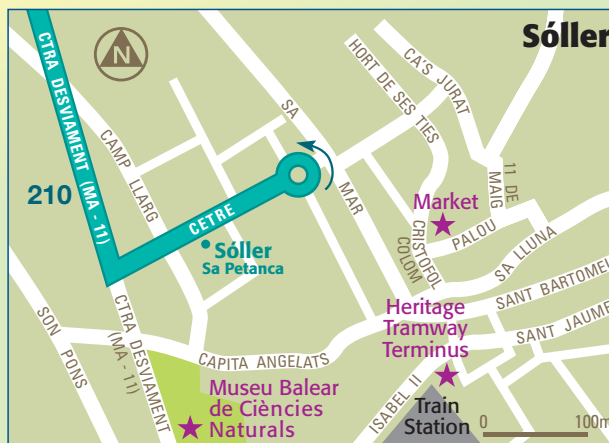 Sóller
N
CTRA DESVIAMENT (MA - 11)
CAMP LLARG
SA
MAR
HORT DE SES TIES
CA'S JURAT
11 DE
MAIG
210
CETRE
Sóller
Sa Petanca
Market
CRISTOFOL
COLOM
PALOU
SA LLUNA
SANT BARTOMEU
SANT JAUME
Heritage
Tramway
Terminus
SON PONS
CTRA DESVIAMENT
(MA - 11)
CAPITA ANGELATS
ISABEL II
Museu Balear
de Ciències
Naturals
Train
Station
0 100m